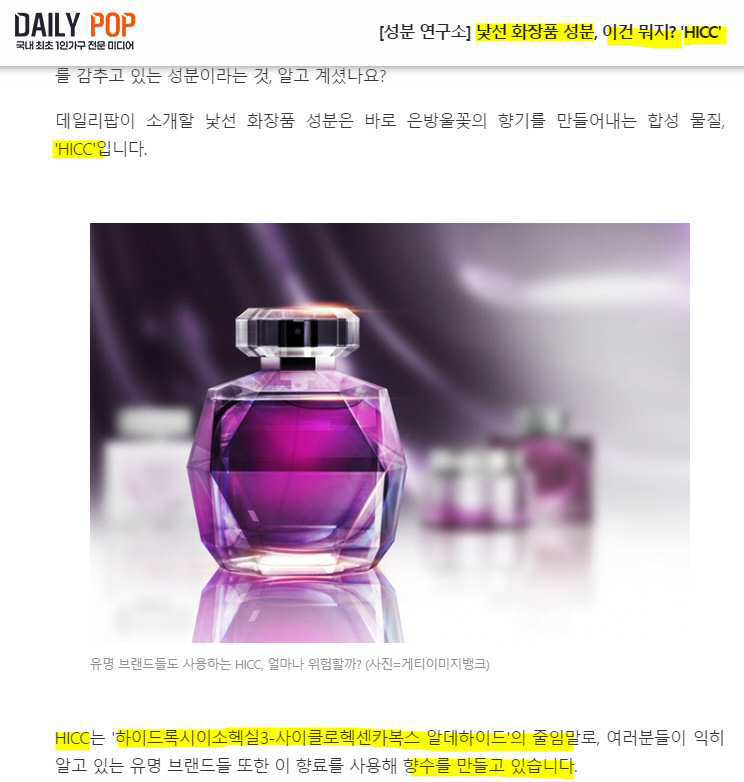 DAILY POP
국내 최초 1인가구 전문 미디어
[성분 연구소] 낯선 화장품 성분, 이건 뭐지? 'HICC'
를 감추고 있는 성분이라는 것, 알고 계셨나요?
데일리팝이 소개할 낯선 화장품 성분은 바로 은방울꽃의 향기를 만들어내는 합성 물질,
'HICC'입니다.
유명 브랜드들도 사용하는 HICC, 얼마나 위험할까? (사진=게티이미지뱅크)
HICC는 '하이드록시이소헥실3-사이클로헥센카복스 알데하이드'의 줄임말로, 여러분들이 익히
알고 있는 유명 브랜드들 또한 이 향료를 사용해 향수를 만들고 있습니다.